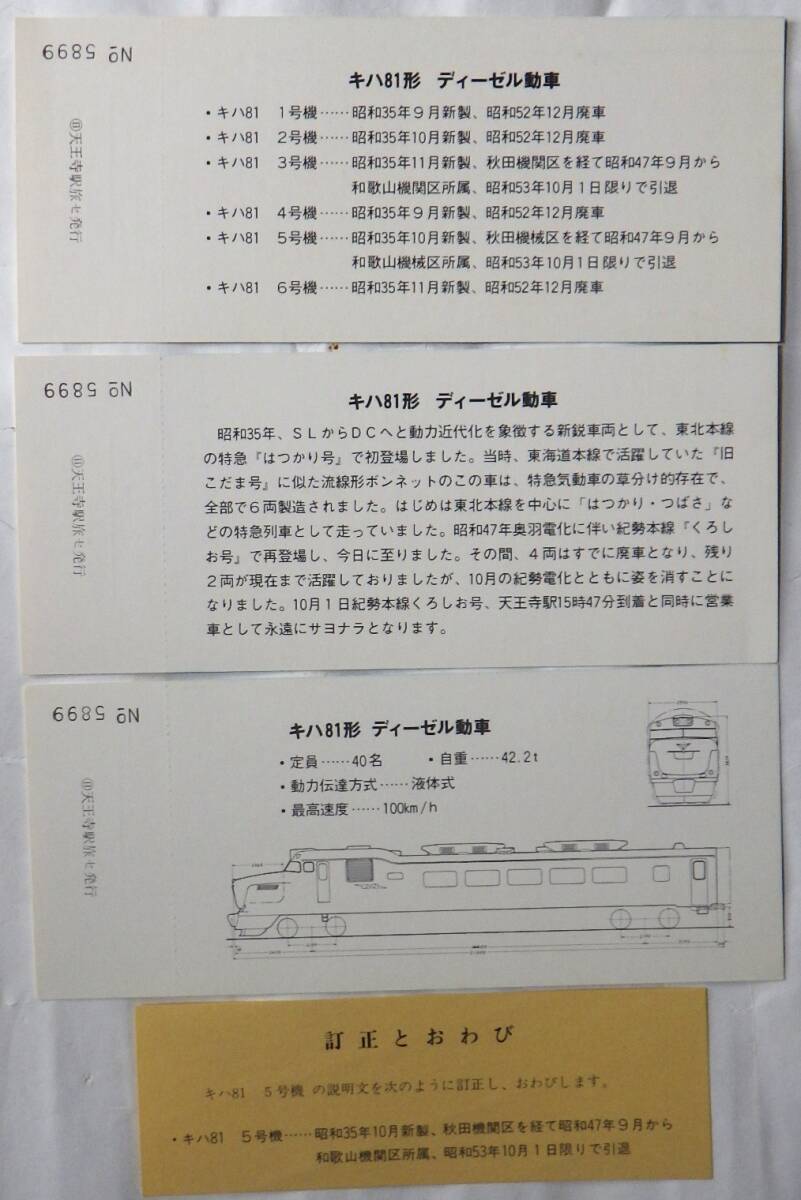 No 5899
天王寺駅旅セ発行
キハ81形 ディーゼル動車
・キハ81 1号機……昭和35年9月新製、昭和52年12月廃車
・キハ81 2号機……昭和35年10月新製、昭和52年12月廃車
・キハ81 3号機……昭和35年11月新製、秋田機関区を経て昭和47年9月から
和歌山機関区所属、昭和53年10月1日限りで引退
・キハ81 4号機……昭和35年9月新製、昭和52年12月廃車
・キハ81 5号機……昭和35年10月新製、秋田機械区を経て昭和47年9月から
和歌山機械区所属、昭和53年10月1日限りで引退
・キハ81 6号機……昭和35年11月新製、昭和52年12月廃車
No 5899
天王寺駅旅セ発行
キハ81形 ディーゼル動車
昭和35年、SLからDCへと動力近代化を象徴する新鋭車両として、東北本線
の特急『はつかり号』で初登場しました。当時、東海道本線で活躍していた『旧
こだま号』に似た流線形ボンネットのこの車は、特急気動車の草分け的存在で、
全部で6両製造されました。はじめは東北本線を中心に「はつかり・つばさ」な
どの特急列車として走っていました。昭和47年奥羽電化に伴い紀勢本線『くろし
お号』で再登場し、今日に至りました。その間、4両はすでに廃車となり、残り
2両が現在まで活躍しておりましたが、10月の紀勢電化とともに姿を消すことに
なりました。10月1日紀勢本線くろしお号、天王寺駅15時47分到着と同時に営業
車として永遠にサヨナラとなります。
No 5899
天王寺駅旅セ発行
キハ81形 ディーゼル動車
・定員……40名 ・自重……42.2t
・動力伝達方式……液体式
・最高速度……100km/h
訂正とおわび
キハ81 5号機 の説明文を次のように訂正し、おわびします。
・キハ81 5号機……昭和35年10月新製、秋田機関区を経て昭和47年9月から
和歌山機関区所属、昭和53年10月1日限りで引退